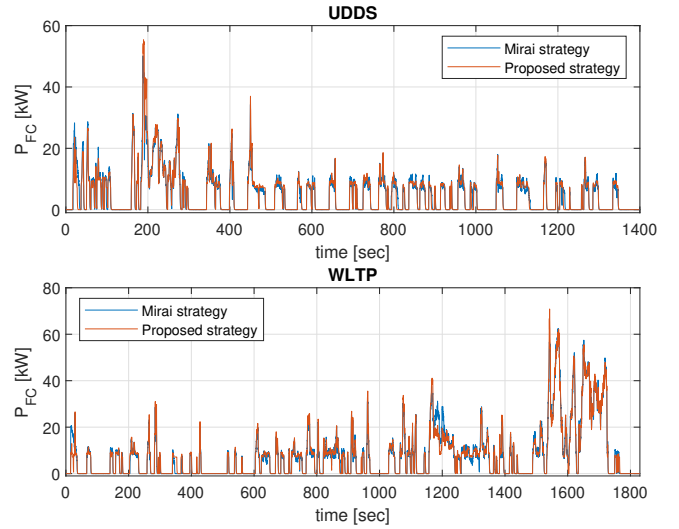 UDDS
60
40
20
0
P_FC [kW]
Mirai strategy
Proposed strategy
0 200 400 600 800 1000 1200 1400
time [sec]
WLTP
80
60
40
20
0
P_FC [kW]
Mirai strategy
Proposed strategy
0 200 400 600 800 1000 1200 1400 1600 1800
time [sec]